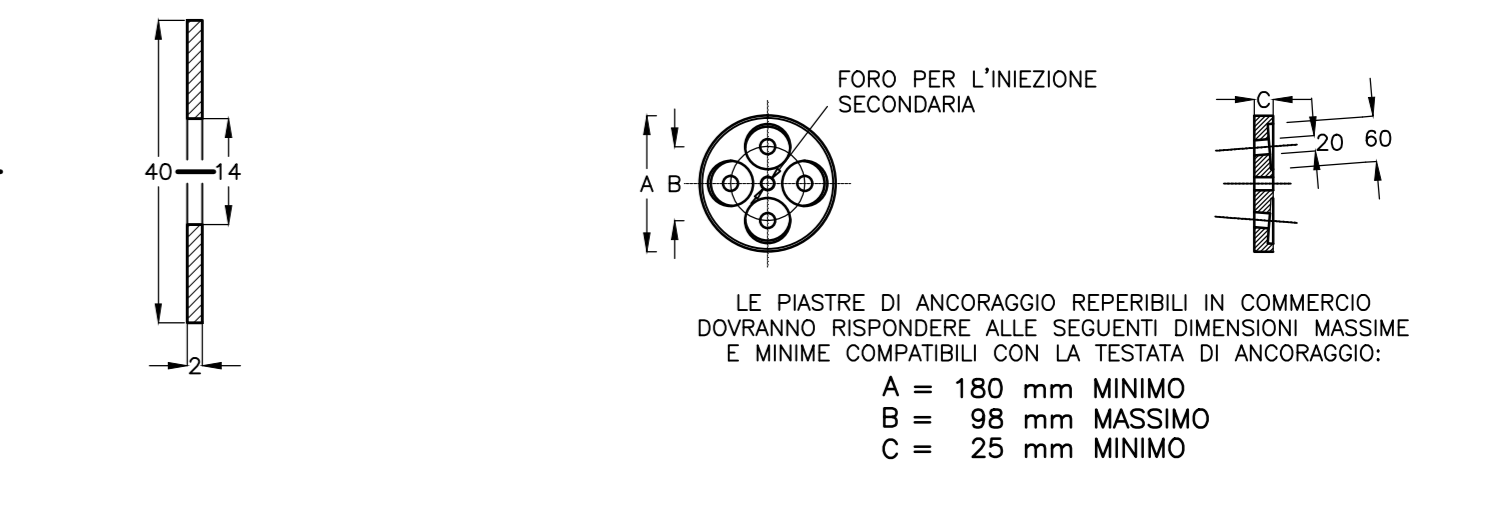 40
14
2
FORO PER L'INIEZIONE
SECONDARIA
A
B
C
20
60
LE PIASTRE DI ANCORAGGIO REPERIBILI IN COMMERCIO
DOVRANNO RISPONDERE ALLE SEGUENTI DIMENSIONI MASSIME
E MINIME COMPATIBILI CON LA TESTATA DI ANCORAGGIO:
A = 180 mm MINIMO
B = 98 mm MASSIMO
C = 25 mm MINIMO